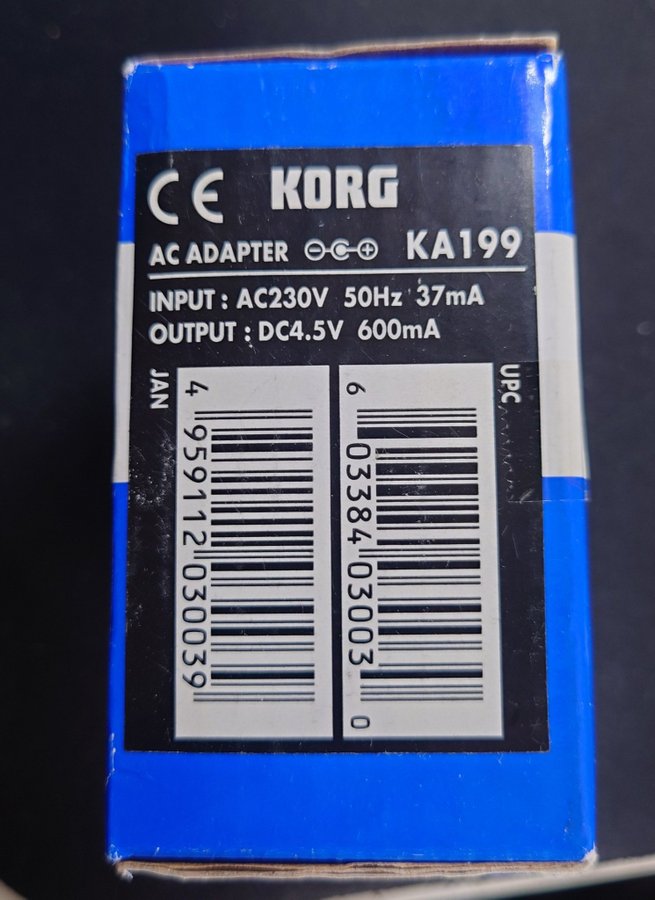 CE KORG
AC ADAPTER KA199
INPUT : AC230V 50Hz 37mA
OUTPUT : DC4.5V 600mA
JAN
4 959112 030039
UPC
6 03384 03003 0